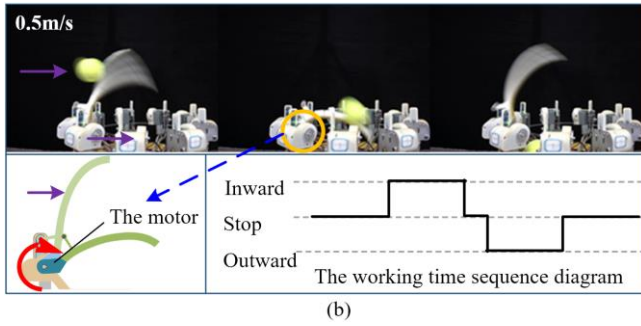 0.5m/s
The motor
Inward
Stop
Outward
The working time sequence diagram
(b)